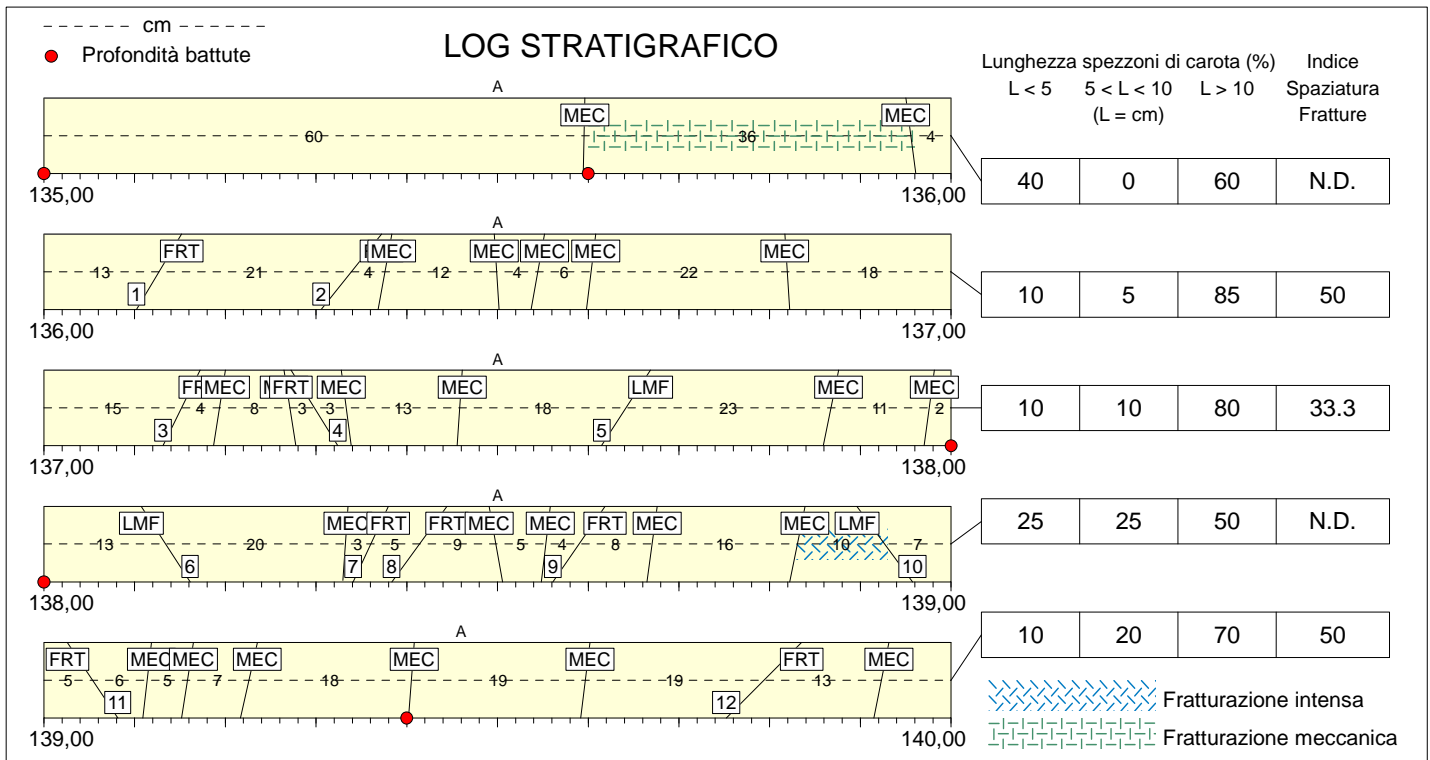 cm
Profondità battute
LOG STRATIGRAFICO
Lunghezza spezzoni di carota (%) Indice
L < 5 5 < L < 10 L > 10 Spaziatura
(L = cm) Fratture
A
MEC MEC
60 36 4
135,00 136,00
40 0 60 N.D.
A
FRT MEC MEC MEC MEC MEC
13 21 4 12 4 6 22 18
1 2
136,00 137,00
10 5 85 50
A
MEC FRT MEC MEC LMF MEC MEC
15 4 8 3 3 13 18 23 11 2
3 4 5
137,00 138,00
10 10 80 33.3
A
LMF MEC FRT FRT MEC MEC FRT MEC MEC LMF
13 20 3 5 9 5 4 8 16 10 7
6 7 8 9 10
138,00 139,00
25 25 50 N.D.
A
FRT MEC MEC MEC MEC MEC FRT MEC
5 6 5 7 18 19 19 13
11 12
139,00 140,00
10 20 70 50
Fratturazione intensa
Fratturazione meccanica